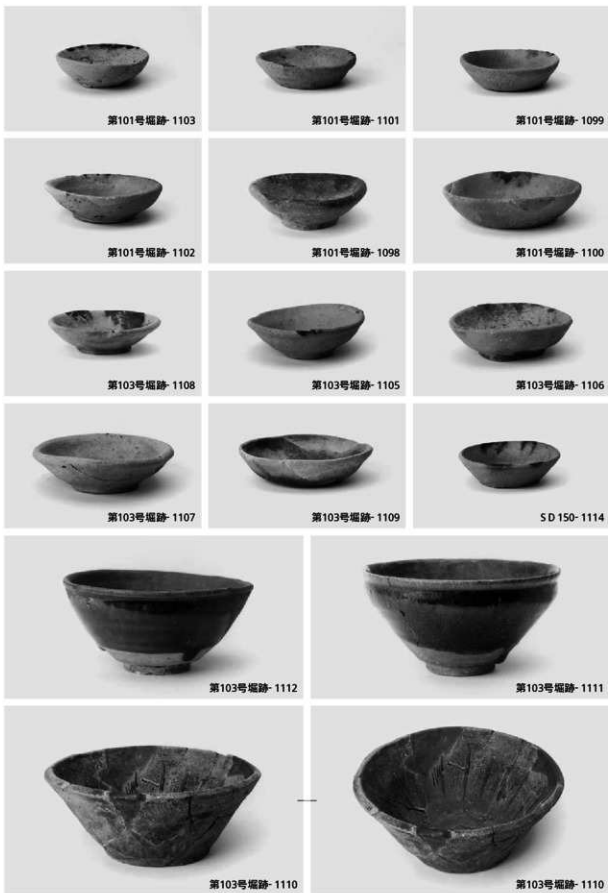 第101号堀跡- 1103
第101号堀跡- 1101
第101号堀跡- 1099
第101号堀跡- 1102
第101号堀跡- 1098
第101号堀跡- 1100
第103号堀跡- 1108
第103号堀跡- 1105
第103号堀跡- 1106
第103号堀跡- 1107
第103号堀跡- 1109
S D 150- 1114
第103号堀跡- 1112
第103号堀跡- 1111
第103号堀跡- 1110
第103号堀跡- 1110